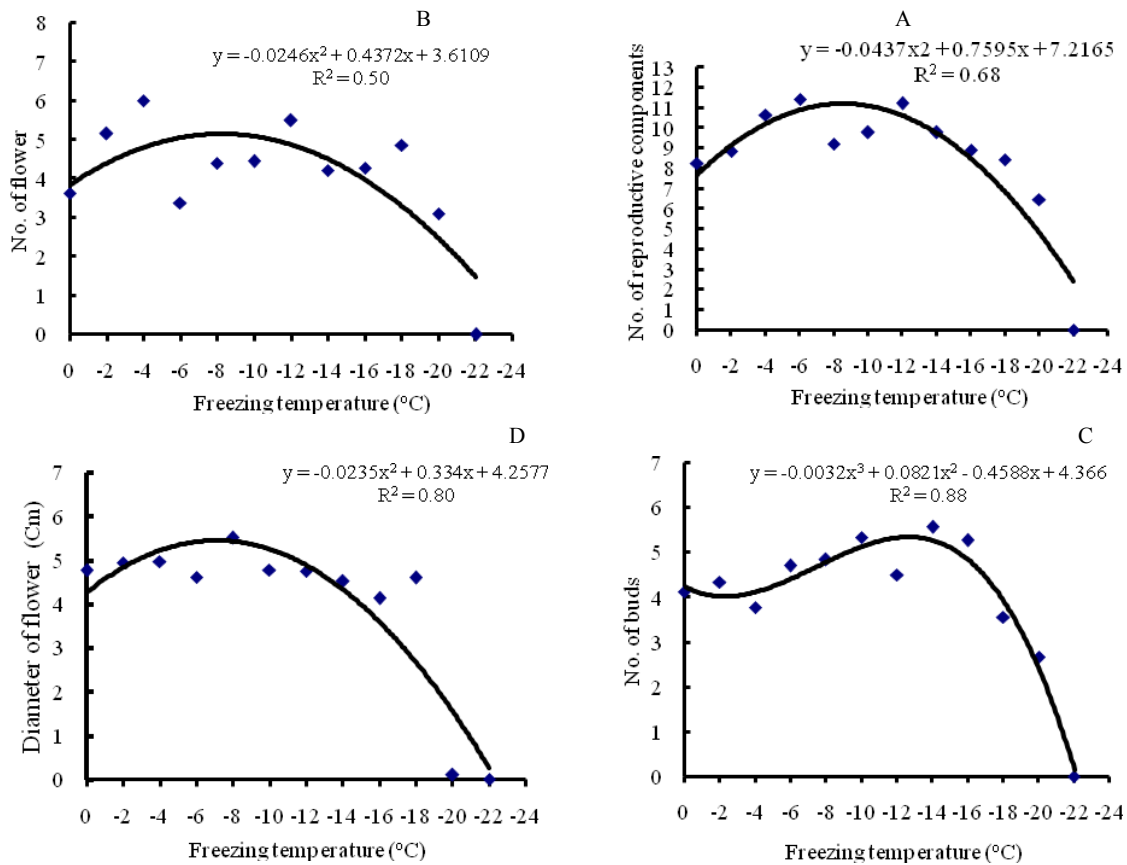 B
y = -0.0246x² + 0.4372x + 3.6109
R² = 0.50
8
7
6
5
4
3
2
1
0
No. of flower
0 -2 -4 -6 -8 -10 -12 -14 -16 -18 -20 -22 -24
Freezing temperature (°C)
A
y = -0.0437x2 + 0.7595x + 7.2165
R² = 0.68
13
12
11
10
9
8
7
6
5
4
3
2
1
0
No. of reproductive components
0 -2 -4 -6 -8 -10 -12 -14 -16 -18 -20 -22 -24
Freezing temperature (°C)
D
y = -0.0235x² + 0.334x + 4.2577
R² = 0.80
7
6
5
4
3
2
1
0
Diameter of flower (Cm)
0 -2 -4 -6 -8 -10 -12 -14 -16 -18 -20 -22 -24
Freezing temperature (°C)
C
y = -0.0032x³ + 0.0821x² - 0.4588x + 4.366
R² = 0.88
7
6
5
4
3
2
1
0
No. of buds
0 -2 -4 -6 -8 -10 -12 -14 -16 -18 -20 -22 -24
Freezing temperature (°C)